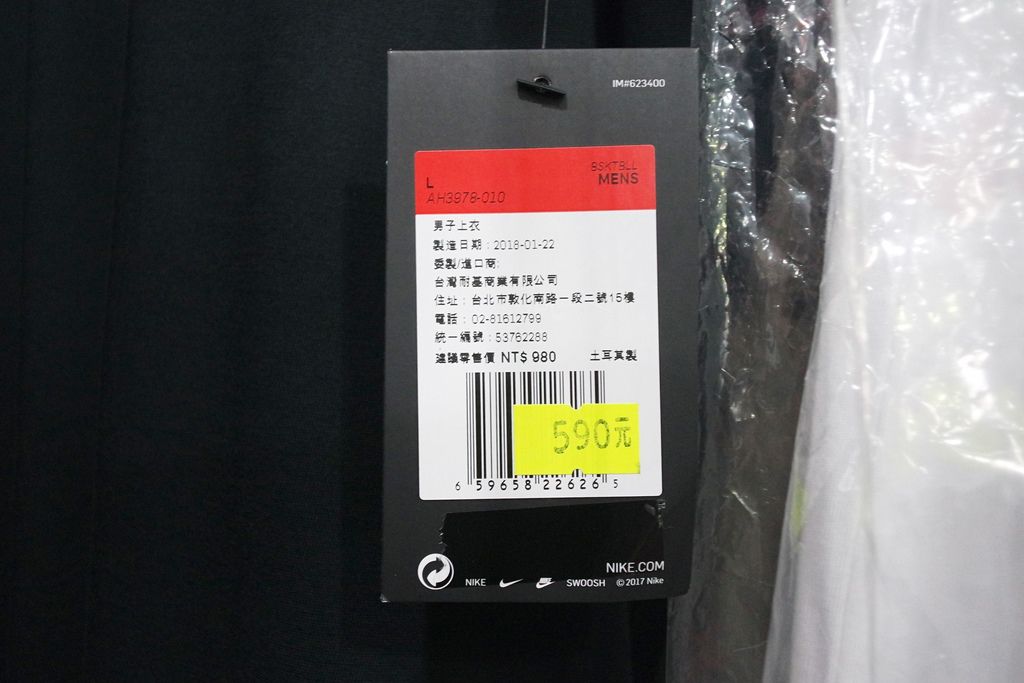 IM#623400
BSKTBLL
L
MENS
AH3978-010
男子上衣
製造日期：2018-01-22
委製/進口商:
台灣耐基商業有限公司
住址：台北市敦化南路一段二號15樓
電話：02-81612799
統一編號：53762288
建議零售價 NT$ 980 土耳其製
590元
6 59658 22626 5
NIKE.COM
NIKE SWOOSH © 2017 Nike